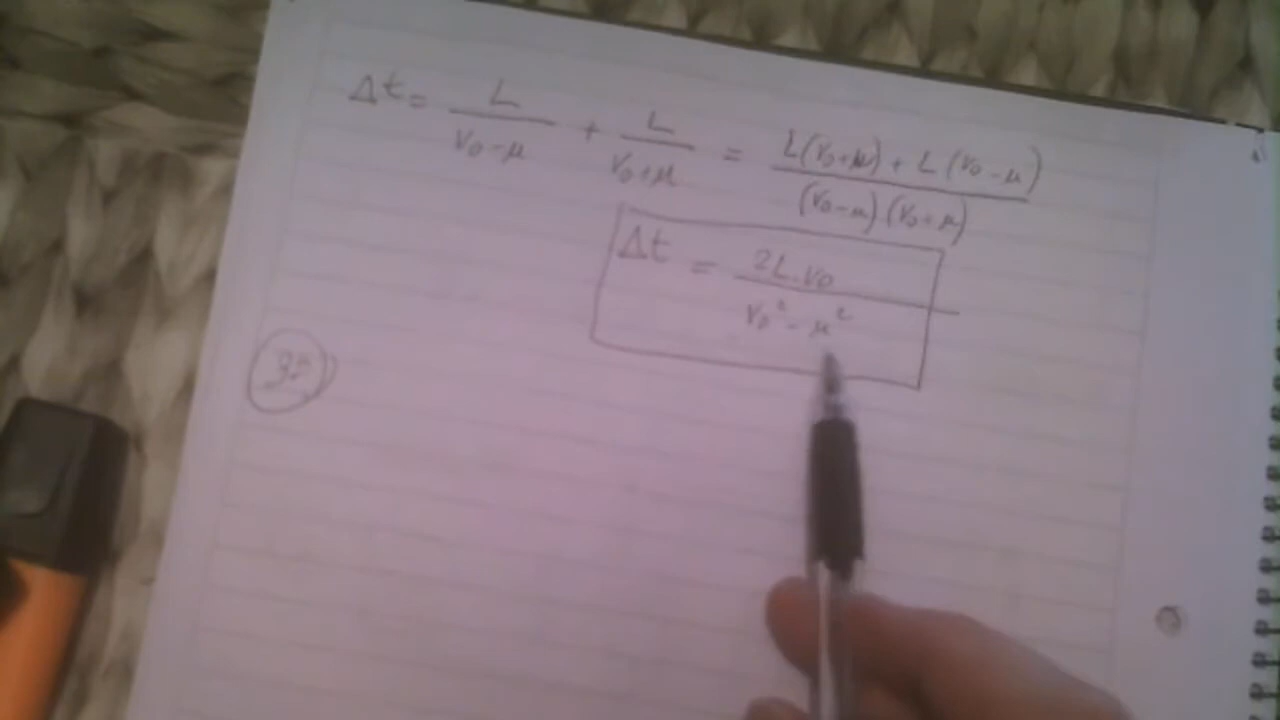 Δt = L/(v₀-μ) + L/(v₀+μ) = (L(v₀+μ) + L(v₀-μ))/((v₀-μ).(v₀+μ))
Δt = 2L.v₀/(v₀²-μ²)